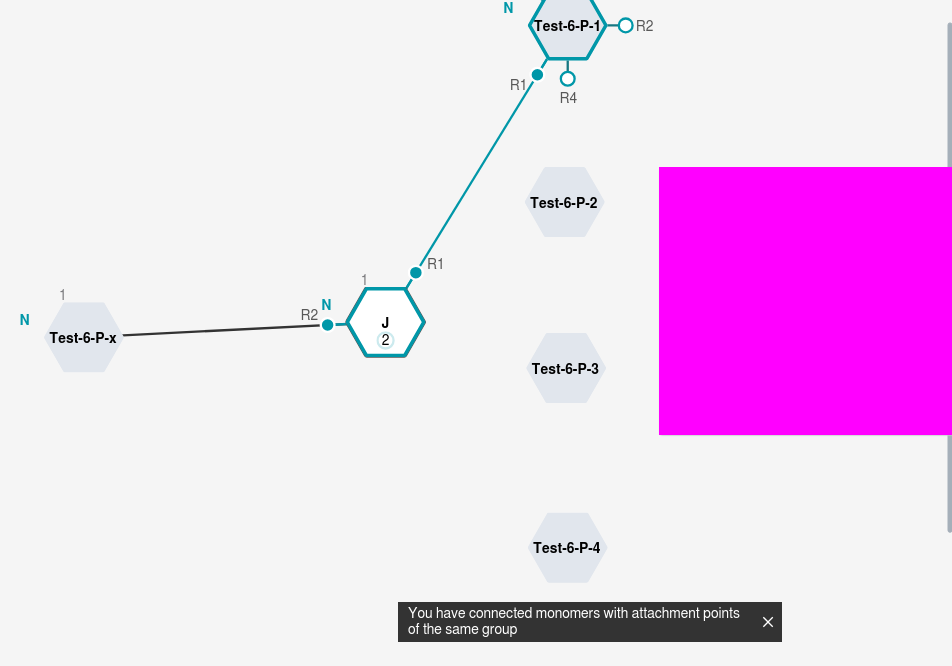 N
Test-6-P-1
R2
R1
R4
Test-6-P-2
R1
1
1
N
R2
N
Test-6-P-x
J
2
Test-6-P-3
Test-6-P-4
You have connected monomers with attachment points
of the same group